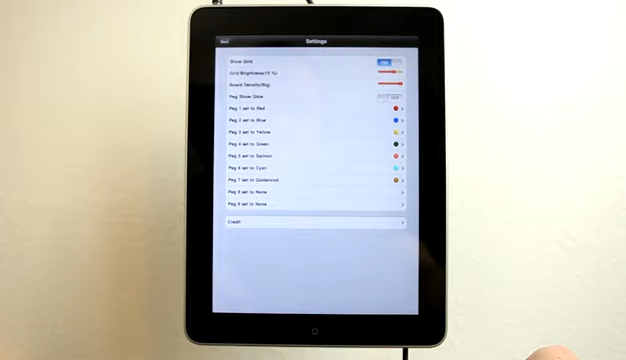 Settings
Show Grid
ON
Grid Brightness(15 %)
Board Density(Big)
Peg Show Glow
OFF
Peg 1 set to Red
Peg 2 set to Blue
Peg 3 set to Yellow
Peg 4 set to Green
Peg 5 set to Salmon
Peg 6 set to Cyan
Peg 7 set to Goldenrod
Peg 8 set to None
Peg 9 set to None
Credit